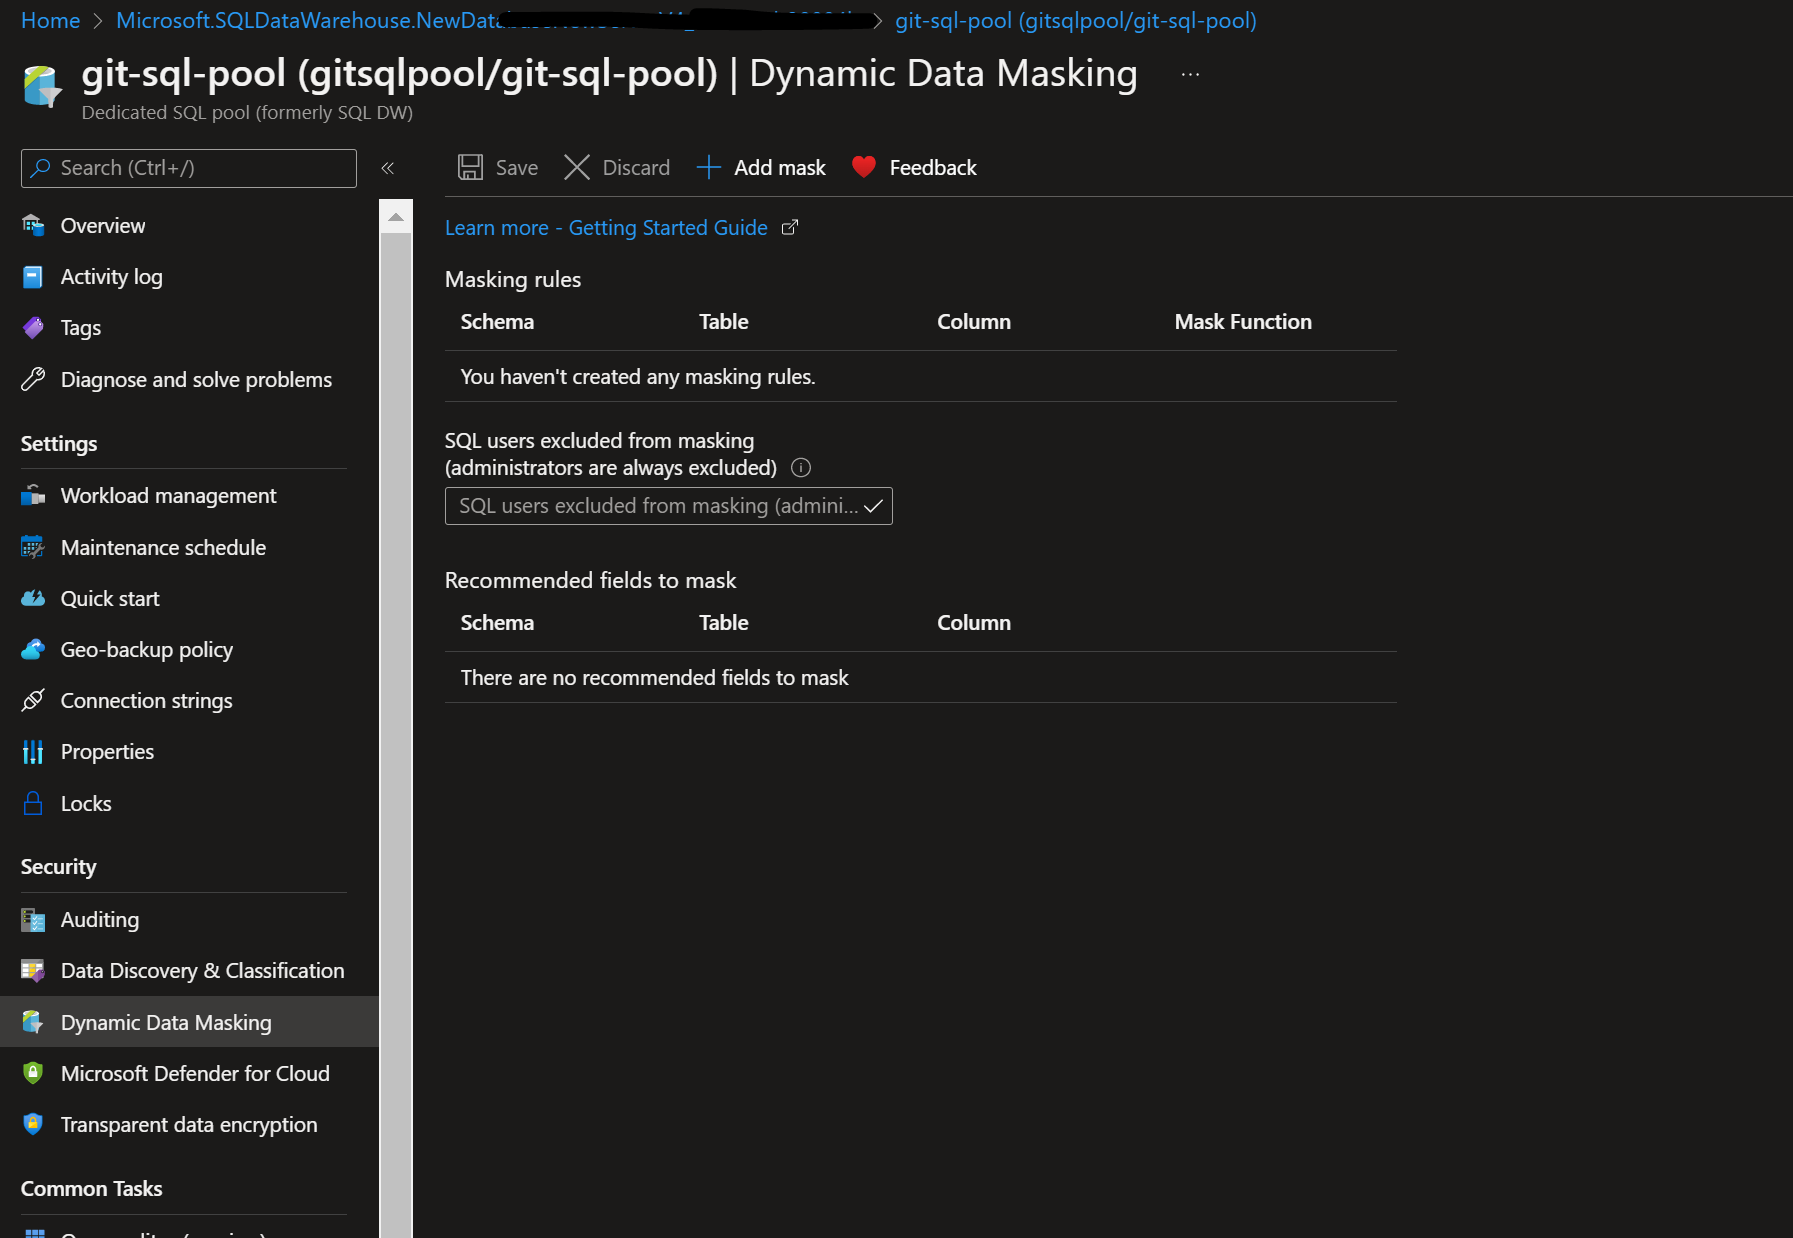 Home > Microsoft.SQLDataWarehouse.NewData > git-sql-pool (gitsqlpool/git-sql-pool)
git-sql-pool (gitsqlpool/git-sql-pool) | Dynamic Data Masking ...
Dedicated SQL pool (formerly SQL DW)
Search (Ctrl+/)
«
Save
Discard
Add mask
Feedback
Overview
Activity log
Tags
Diagnose and solve problems
Settings
Workload management
Maintenance schedule
Quick start
Geo-backup policy
Connection strings
Properties
Locks
Security
Auditing
Data Discovery & Classification
Dynamic Data Masking
Microsoft Defender for Cloud
Transparent data encryption
Common Tasks
Learn more - Getting Started Guide
Masking rules
Schema Table Column Mask Function
You haven't created any masking rules.
SQL users excluded from masking
(administrators are always excluded)
SQL users excluded from masking (admini...
Recommended fields to mask
Schema Table Column
There are no recommended fields to mask